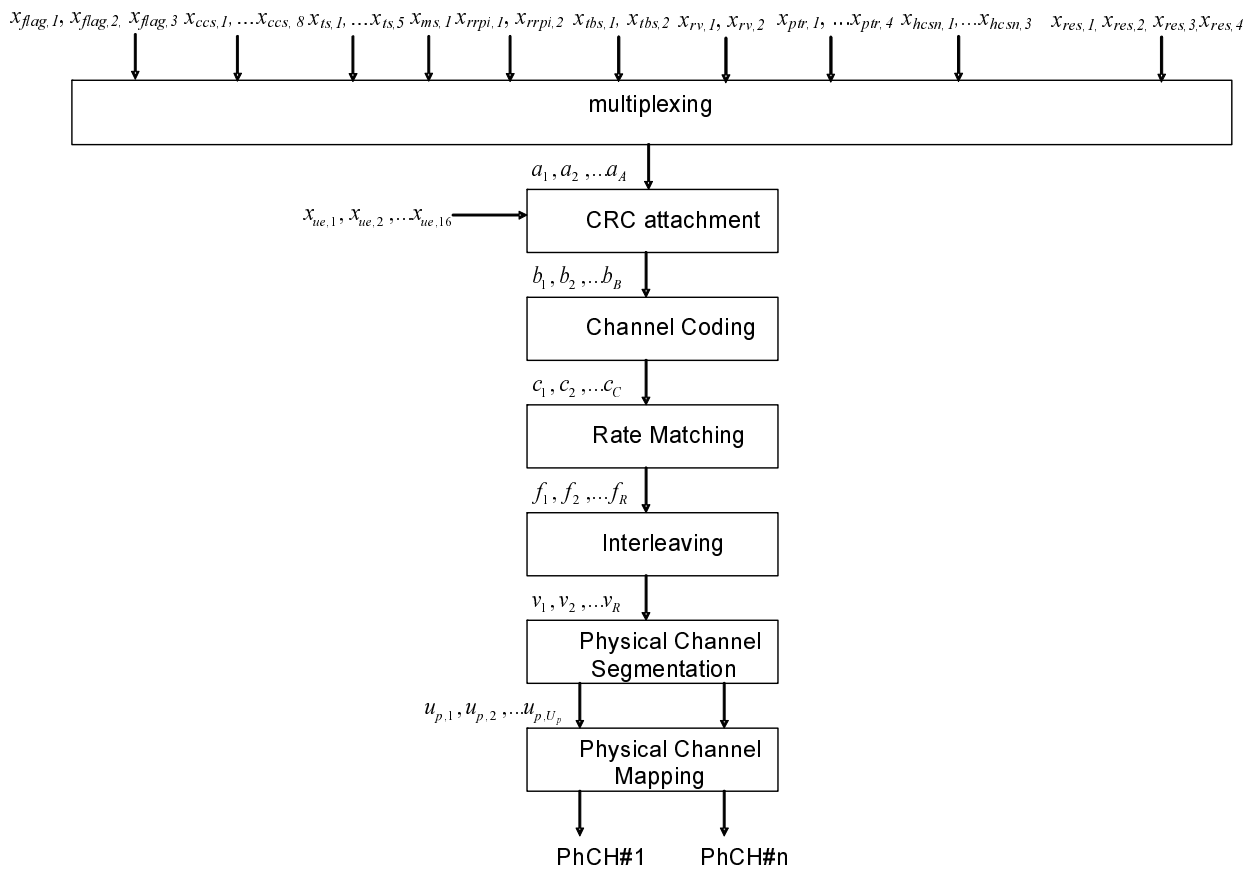 x_flag,1, x_flag,2, x_flag,3 x_ccs,1, ...x_ccs,8 x_ts,1, ...x_ts,5 x_ms,1 x_rrpi,1, x_rrpi,2 x_tbs,1, x_tbs,2 x_rv,1, x_rv,2 x_ptr,1, ...x_ptr,4 x_hcsn,1,...x_hcsn,3 x_res,1, x_res,2, x_res,3,x_res,4
multiplexing
a_1, a_2, ...a_A
x_ue,1, x_ue,2, ...x_ue,16
CRC attachment
b_1, b_2, ...b_B
Channel Coding
c_1, c_2, ...c_C
Rate Matching
f_1, f_2, ...f_R
Interleaving
v_1, v_2, ...v_R
Physical Channel
Segmentation
u_p,1, u_p,2, ...u_p,U_p
Physical Channel
Mapping
PhCH#1 PhCH#n